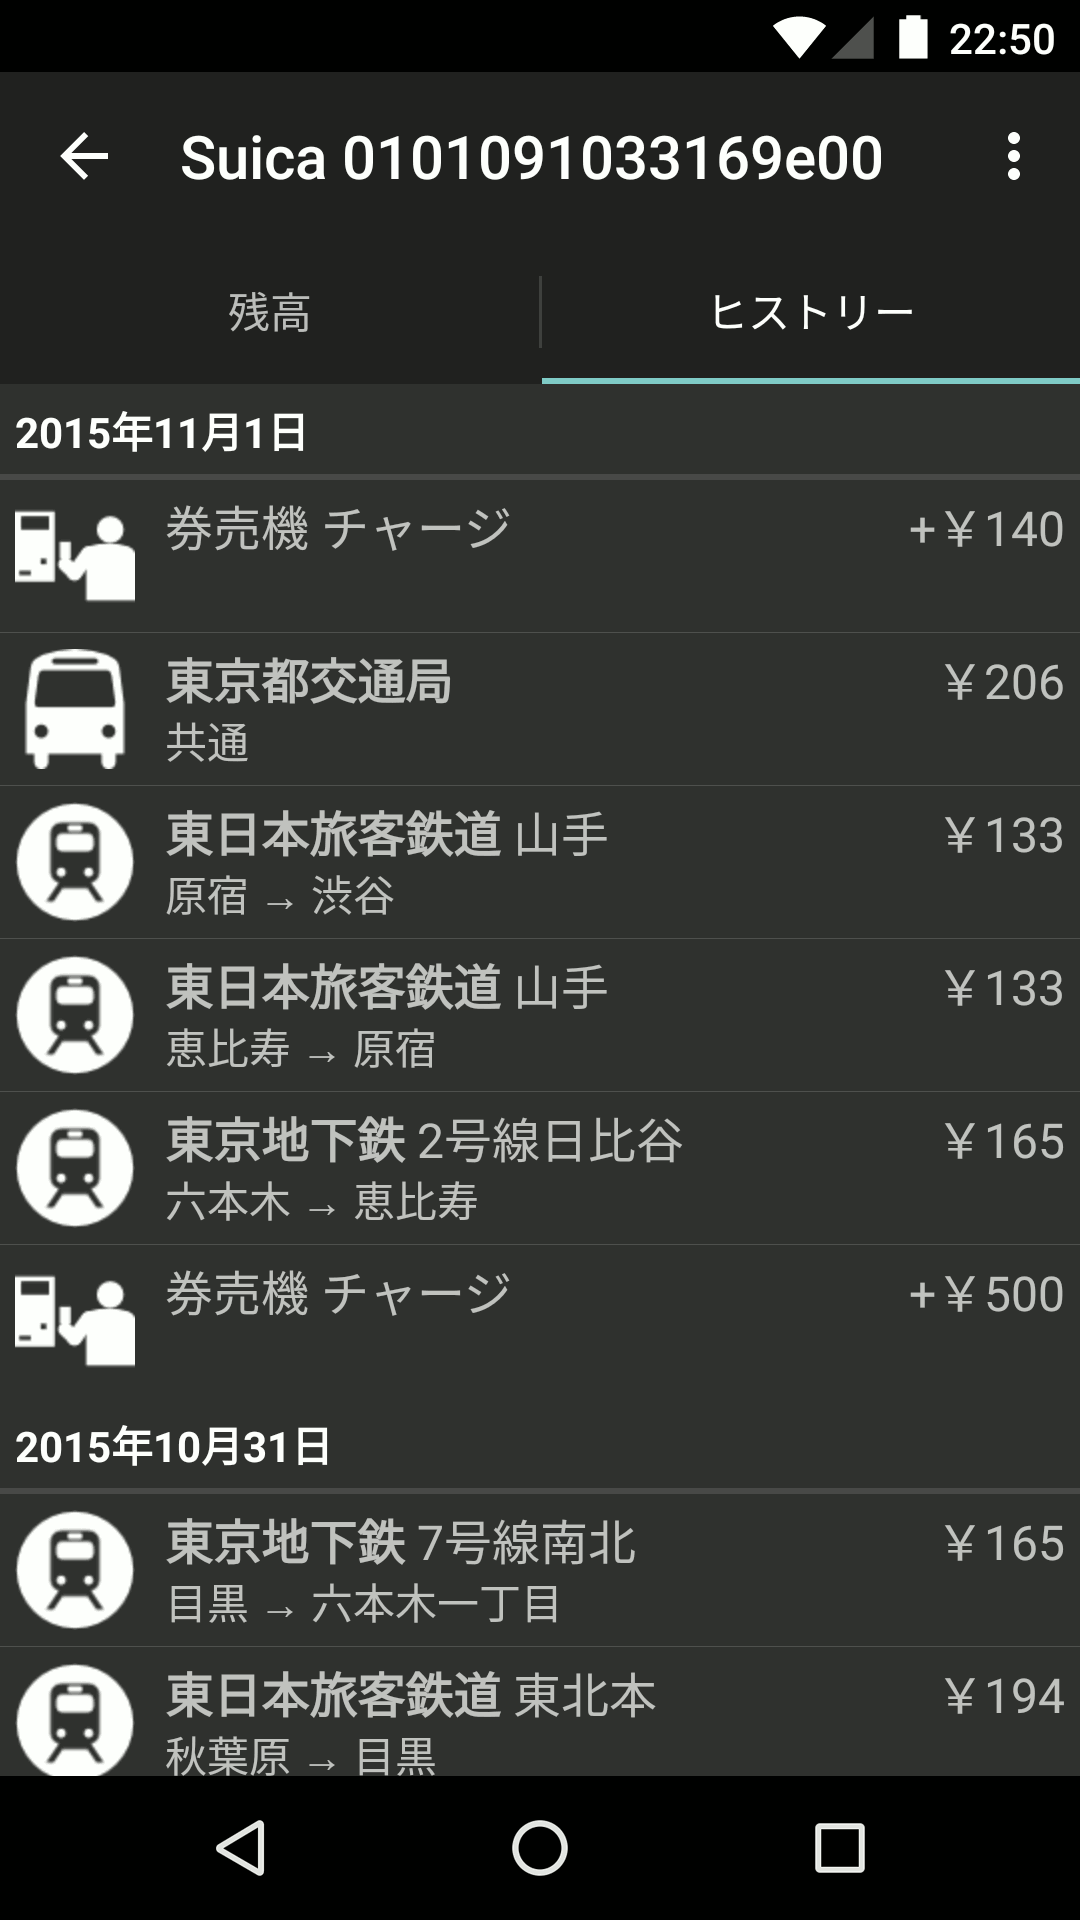 22:50
Suica 0101091033169e00
残高 ヒストリー
2015年11月1日
券売機 チャージ +￥140
東京都交通局 ￥206
共通
東日本旅客鉄道 山手 ￥133
原宿 → 渋谷
東日本旅客鉄道 山手 ￥133
恵比寿 → 原宿
東京地下鉄 2号線日比谷 ￥165
六本木 → 恵比寿
券売機 チャージ +￥500
2015年10月31日
東京地下鉄 7号線南北 ￥165
目黒 → 六本木一丁目
東日本旅客鉄道 東北本 ￥194
秋葉原 → 目黒